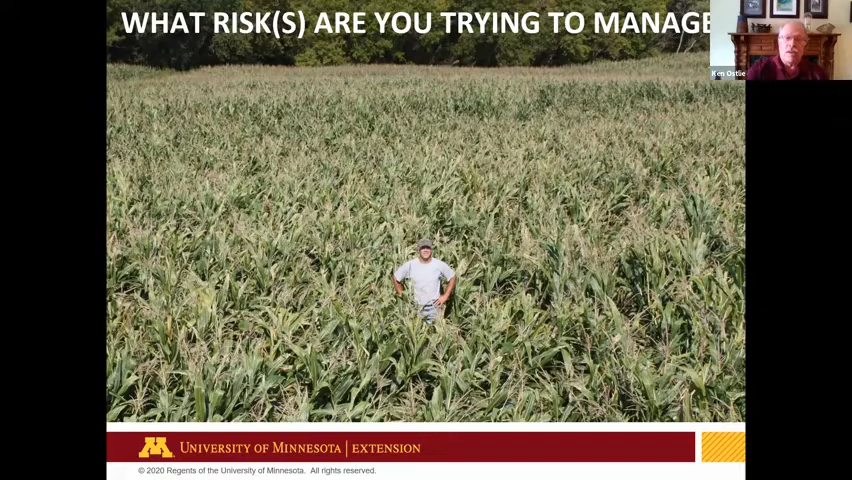 WHAT RISK(S) ARE YOU TRYING TO MANAGE
Ken Ostlie
UNIVERSITY OF MINNESOTA | EXTENSION
© 2020 Regents of the University of Minnesota. All rights reserved.